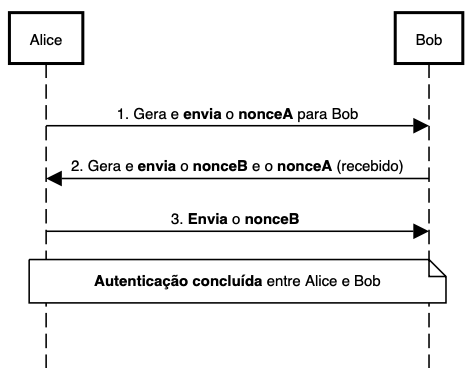 Alice
Bob
1. Gera e envia o nonceA para Bob
2. Gera e envia o nonceB e o nonceA (recebido)
3. Envia o nonceB
Autenticação concluída entre Alice e Bob